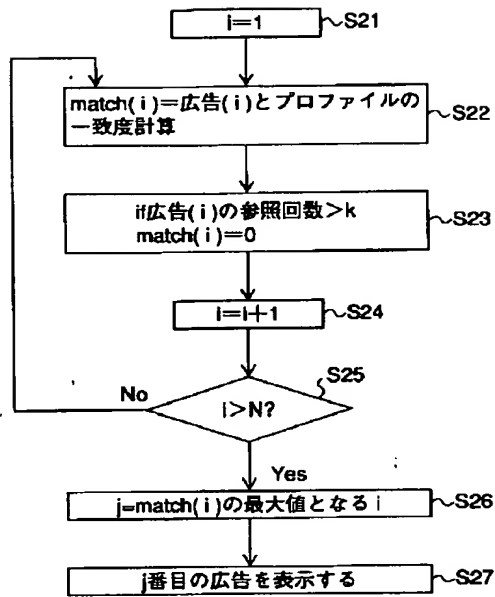 i=1 S21
match(i)=広告(i)とプロファイルの
一致度計算 S22
if広告(i)の参照回数>k
match(i)=0 S23
i=i+1 S24
S25
No
i>N?
Yes
j=match(i)の最大値となる i S26
j番目の広告を表示する S27